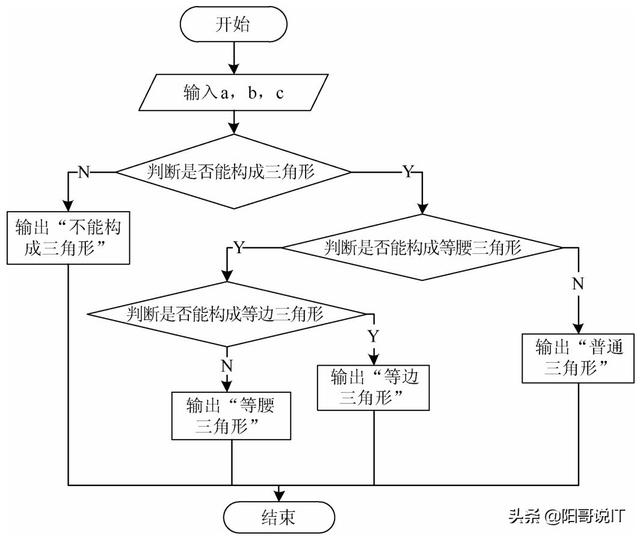 开始
输入a，b，c
判断是否能构成三角形
N
Y
输出“不能构
成三角形”
判断是否能构成等腰三角形
Y
N
判断是否能构成等边三角形
Y
N
输出“普通
三角形”
输出“等边
三角形”
输出“等腰
三角形”
结束
头条 @阳哥说IT